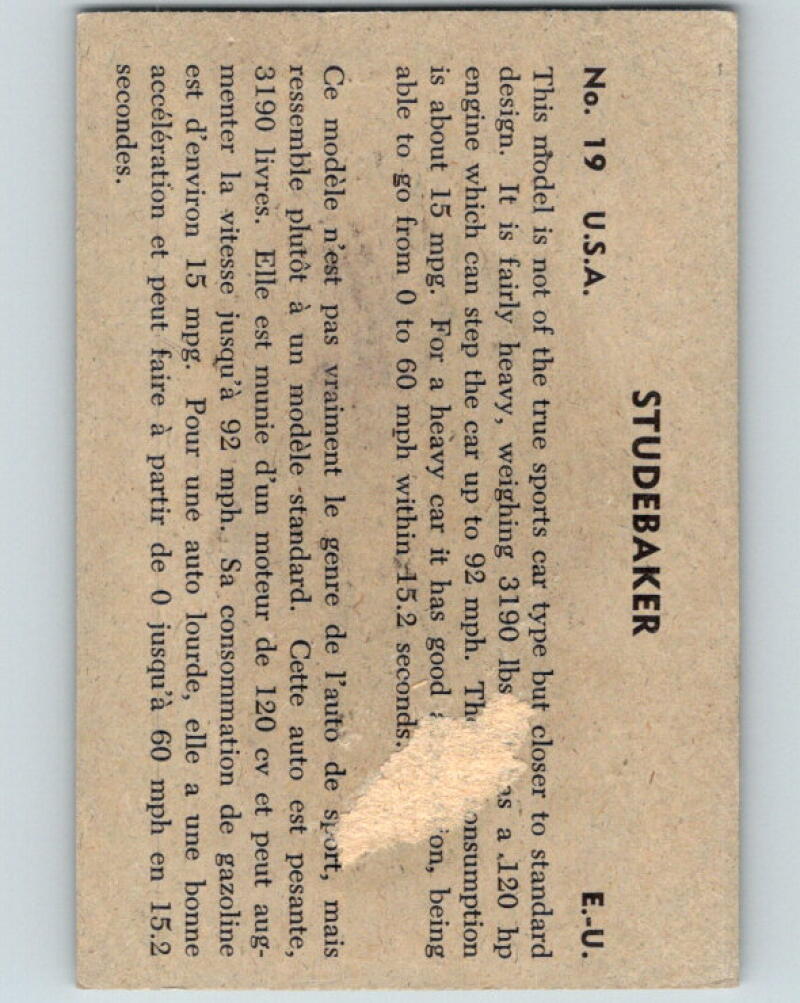 STUDEBAKER
No. 19 U.S.A. E.-U.
This model is not of the true sports car type but closer to standard
design. It is fairly heavy, weighing 3190 lbs a 120 hp
engine which can step the car up to 92 mph.
is about 15 mpg. For a heavy car it has good being
able to go from 0 to 60 mph within 15.2 seconds.
Ce modèle n'est pas vraiment le genre de l'auto de sport, mais
ressemble plutôt à un modèle standard. Cette auto est pesante,
3190 livres. Elle est munie d'un moteur de 120 cv et peut aug-
menter la vitesse jusqu'à 92 mph. Sa consommation de gazoline
est d'environ 15 mpg. Pour une auto lourde, elle a une bonne
accélération et peut faire à partir de 0 jusqu'à 60 mph en 15.2
secondes.